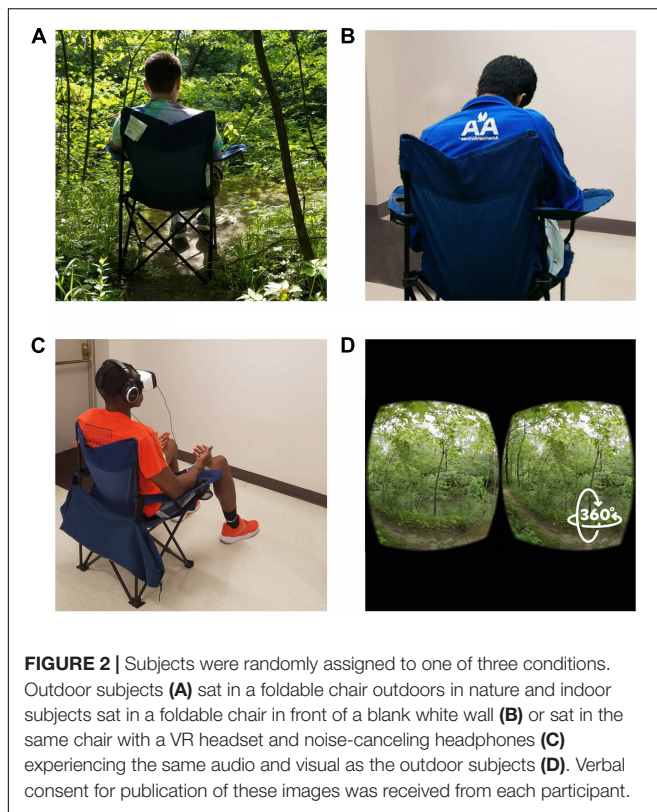 A
B
AA
C
D
360°
FIGURE 2 | Subjects were randomly assigned to one of three conditions.
Outdoor subjects (A) sat in a foldable chair outdoors in nature and indoor
subjects sat in a foldable chair in front of a blank white wall (B) or sat in the
same chair with a VR headset and noise-canceling headphones (C)
experiencing the same audio and visual as the outdoor subjects (D). Verbal
consent for publication of these images was received from each participant.